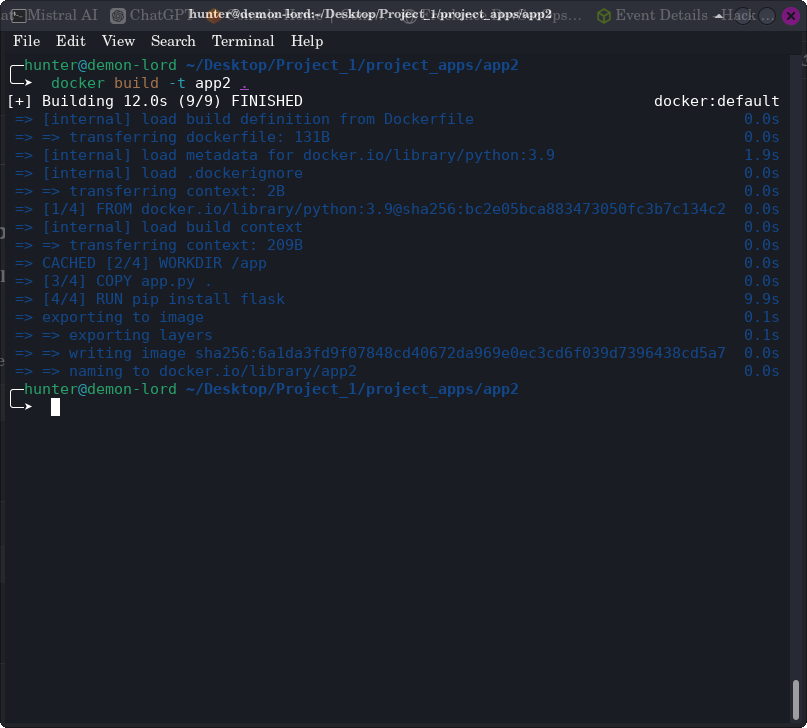 Mistral AI ChatGPT hunter@demon-lord:~/Desktop/Project_1/project_apps/app2 Event Details Hack ...
File Edit View Search Terminal Help
╭─hunter@demon-lord ~/Desktop/Project_1/project_apps/app2
╰─➤ docker build -t app2 .
[+] Building 12.0s (9/9) FINISHED docker:default
=> [internal] load build definition from Dockerfile 0.0s
=> => transferring dockerfile: 131B 0.0s
=> [internal] load metadata for docker.io/library/python:3.9 1.9s
=> [internal] load .dockerignore 0.0s
=> => transferring context: 2B 0.0s
=> [1/4] FROM docker.io/library/python:3.9@sha256:bc2e05bca883473050fc3b7c134c2 0.0s
=> [internal] load build context 0.0s
=> => transferring context: 209B 0.0s
=> CACHED [2/4] WORKDIR /app 0.0s
=> [3/4] COPY app.py . 0.0s
=> [4/4] RUN pip install flask 9.9s
=> exporting to image 0.1s
=> => exporting layers 0.1s
=> => writing image sha256:6a1da3fd9f07848cd40672da969e0ec3cd6f039d7396438cd5a7 0.0s
=> => naming to docker.io/library/app2 0.0s
╭─hunter@demon-lord ~/Desktop/Project_1/project_apps/app2
╰─➤